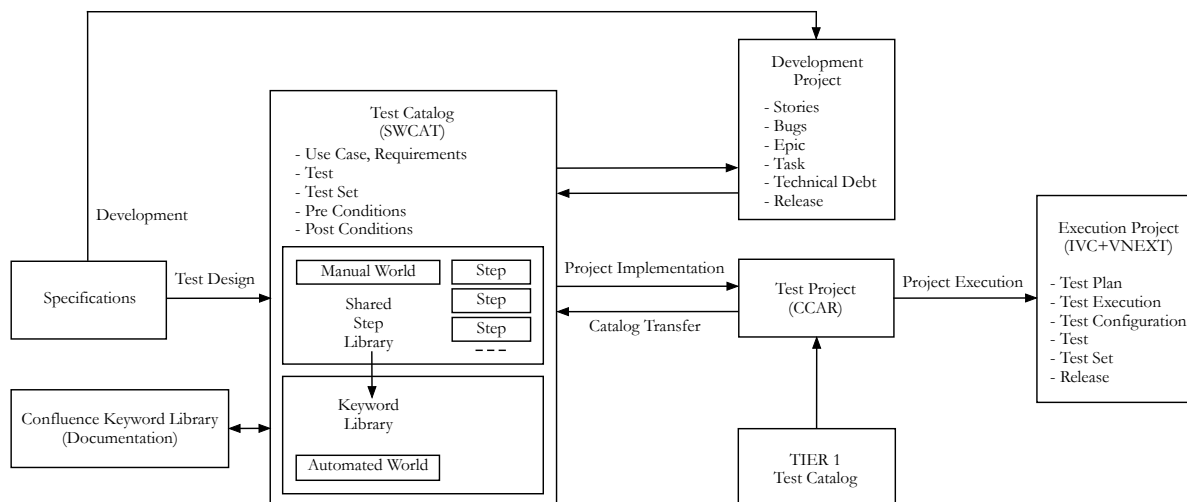 Development
Project
- Stories
- Bugs
- Epic
- Task
- Technical Debt
- Release
Test Catalog
(SWCAT)
- Use Case, Requirements
- Test
- Test Set
- Pre Conditions
- Post Conditions
Development
Specifications
Test Design
Manual World
Shared
Step
Library
Step
Step
Step
Project Implementation
Catalog Transfer
Test Project
(CCAR)
Project Execution
Execution Project
(IVC+VNEXT)
- Test Plan
- Test Execution
- Test Configuration
- Test
- Test Set
- Release
Confluence Keyword Library
(Documentation)
Keyword
Library
Automated World
TIER 1
Test Catalog